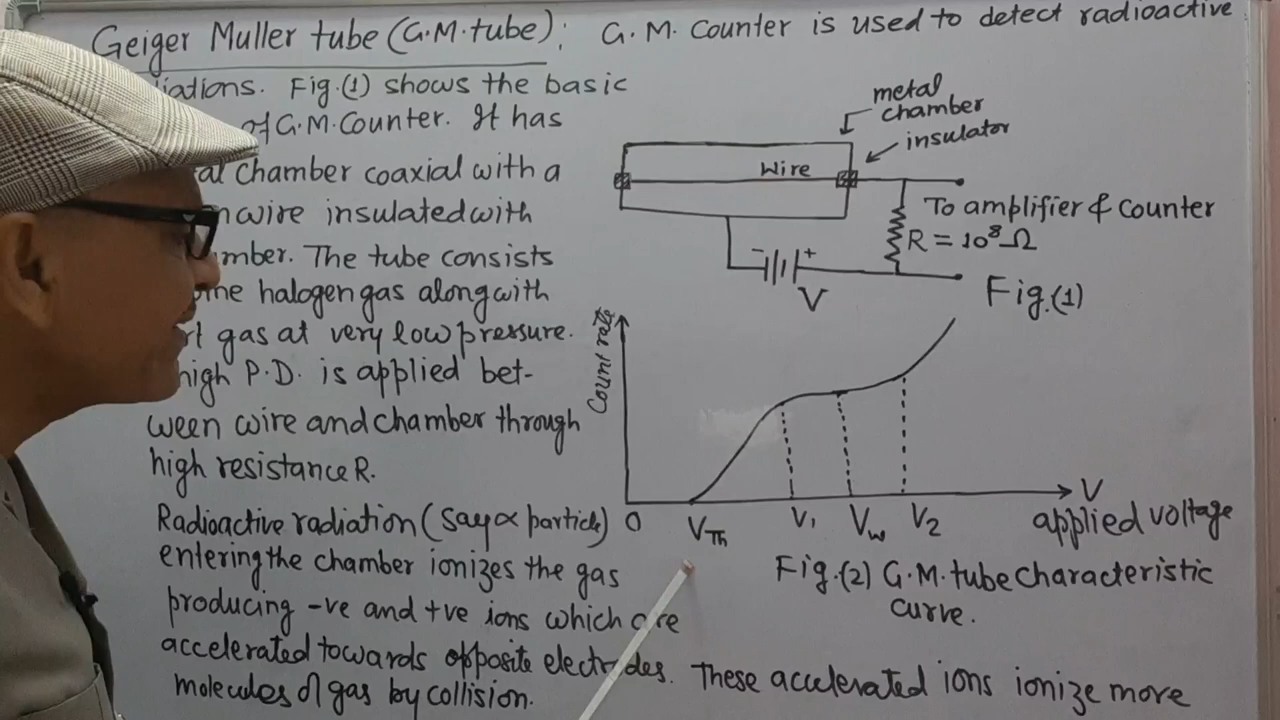 Geiger Muller tube (G.M. tube): G.M. Counter is used to detect radioactive
iations. Fig.(1) shows the basic
of G.M. Counter. It has
al chamber coaxial with a
n wire insulated with
mber. The tube consists
ome halogen gas along with
rt gas at very low pressure.
high P.D. is applied bet-
ween wire and chamber through
high resistance R.
Radioactive radiation (say α particle)
entering the chamber ionizes the gas
producing -ve and +ve ions which are
accelerated towards opposite electrodes. These accelerated ions ionize more
molecules of gas by collision.
metal
chamber
insulator
Wire
To amplifier & Counter
R = 10⁸ Ω
- +
V
Fig.(1)
Count rate
0 V_Th V₁ V_w V₂ V
applied voltage
Fig.(2) G.M. tube Characteristic
curve.